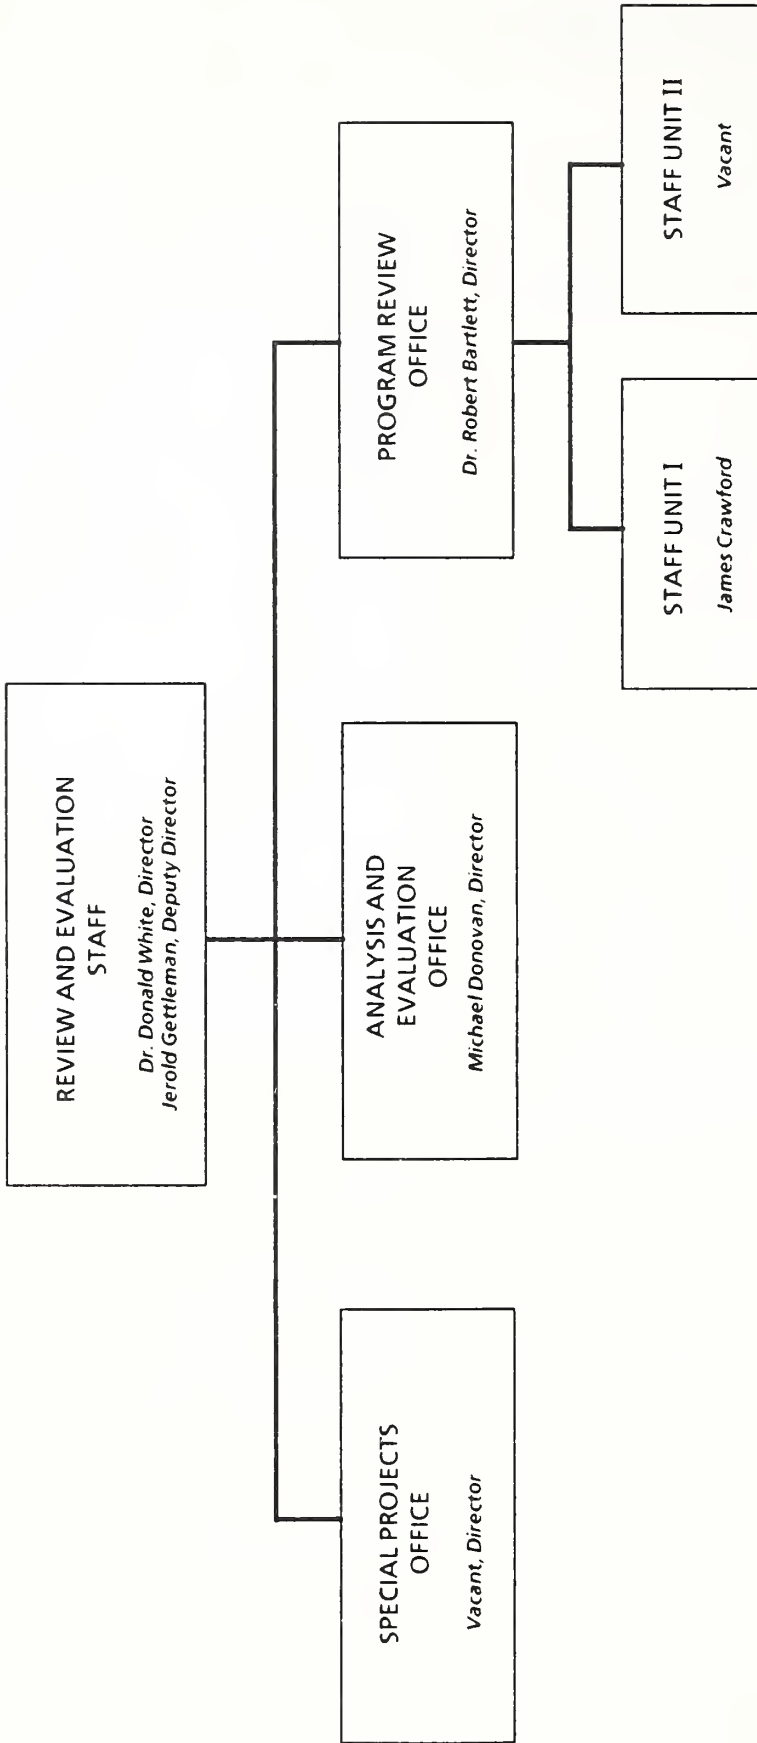 REVIEW AND EVALUATION
STAFF
Dr. Donald White, Director
Jerold Gettleman, Deputy Director
SPECIAL PROJECTS
OFFICE
Vacant, Director
ANALYSIS AND
EVALUATION
OFFICE
Michael Donovan, Director
PROGRAM REVIEW
OFFICE
Dr. Robert Bartlett, Director
STAFF UNIT I
James Crawford
STAFF UNIT II
Vacant